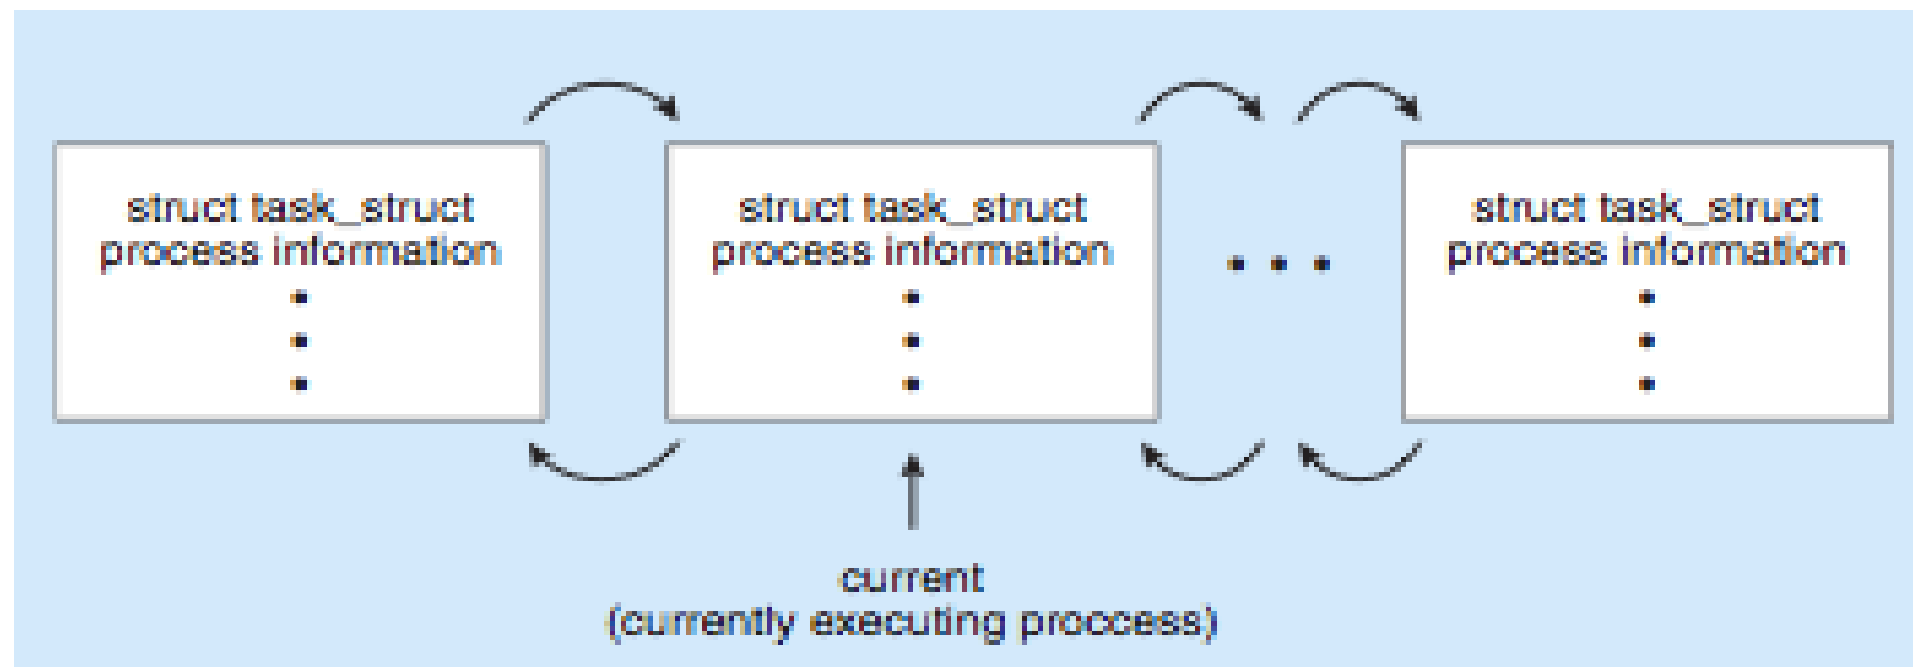 struct task_struct
process information
struct task_struct
process information
struct task_struct
process information
current
(currently executing proccess)